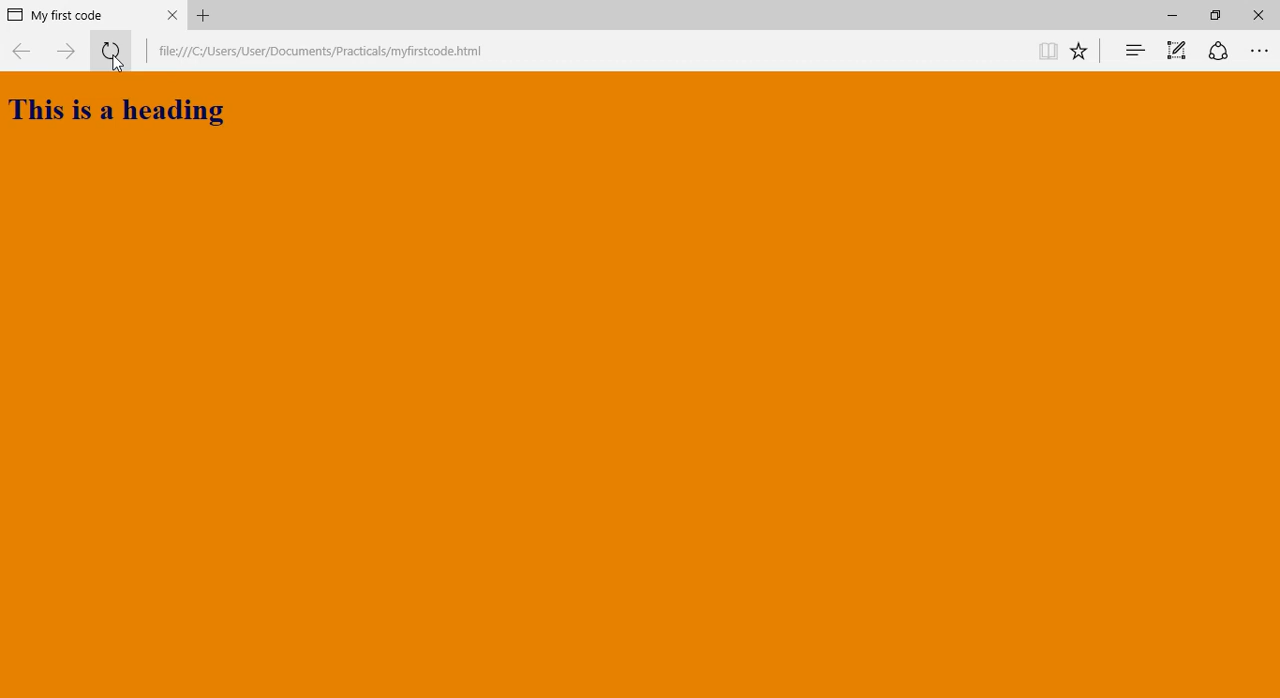 My first code
file:///C:/Users/User/Documents/Practicals/myfirstcode.html
This is a heading